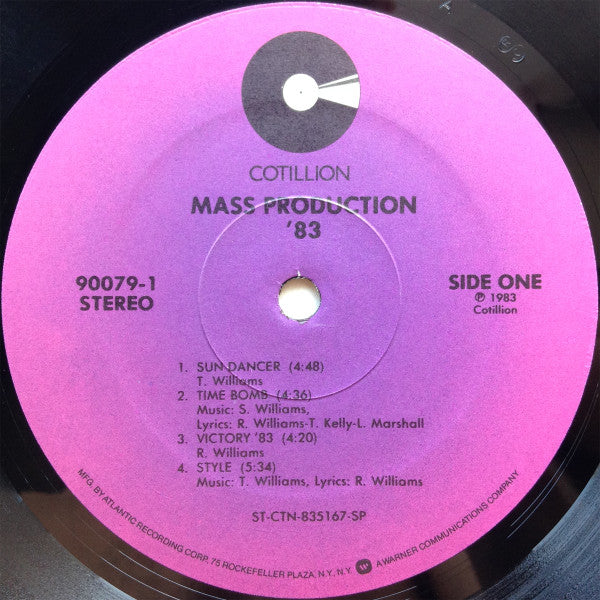 COTILLION
MASS PRODUCTION
'83
90079-1
STEREO
SIDE ONE
℗ 1983
Cotillion
1. SUN DANCER (4:48)
T. Williams
2. TIME BOMB (4:36)
Music: S. Williams,
Lyrics: R. Williams-T. Kelly-L. Marshall
3. VICTORY '83 (4:20)
R. Williams
4. STYLE (5:34)
Music: T. Williams, Lyrics: R. Williams
ST-CTN-835167-SP
MFG. BY ATLANTIC RECORDING CORP. 75 ROCKEFELLER PLAZA, N.Y., N.Y. A WARNER COMMUNICATIONS COMPANY